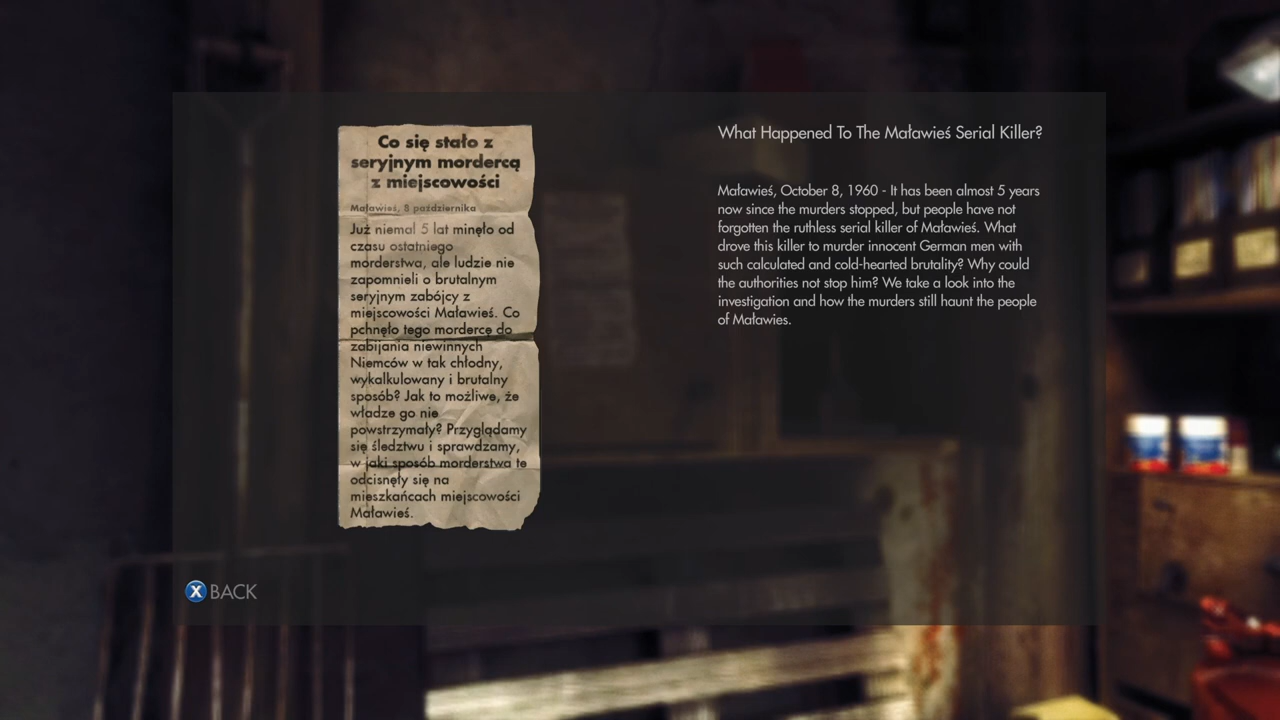 Co się stało z
seryjnym mordercą
z miejscowości
Maławieś, 8 października
Już niemal 5 lat minęło od
czasu ostatniego
morderstwa, ale ludzie nie
zapomnieli o brutalnym
seryjnym zabójcy z
miejscowości Maławieś. Co
pchnęło tego mordercę do
zabijania niewinnych
Niemców w tak chłodny,
wykalkulowany i brutalny
sposób? Jak to możliwe, że
władze go nie
powstrzymały? Przyglądamy
się śledztwu i sprawdzamy,
w jaki sposób morderstwa te
odcisnęły się na
mieszkańcach miejscowości
Maławieś.
What Happened To The Maławieś Serial Killer?
Maławieś, October 8, 1960 - It has been almost 5 years
now since the murders stopped, but people have not
forgotten the ruthless serial killer of Maławieś. What
drove this killer to murder innocent German men with
such calculated and cold-hearted brutality? Why could
the authorities not stop him? We take a look into the
investigation and how the murders still haunt the people
of Maławies.
X BACK